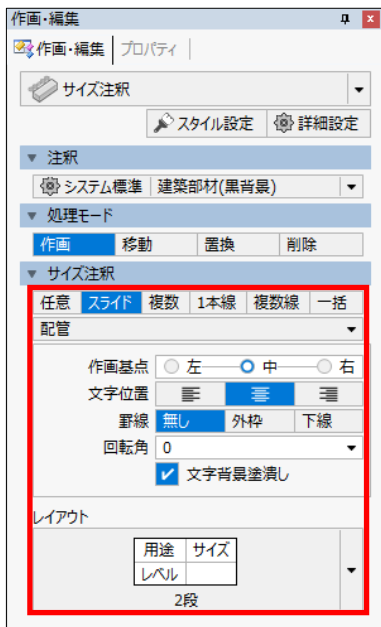 作画・編集
作画・編集 プロパティ
サイズ注釈
スタイル設定 詳細設定
注釈
システム標準 建築部材(黒背景)
処理モード
作画 移動 置換 削除
サイズ注釈
任意 スライド 複数 1本線 複数線 一括
配管
作画基点 左 中 右
文字位置
罫線 無し 外枠 下線
回転角 0
文字背景塗潰し
レイアウト
用途 サイズ
レベル
2段